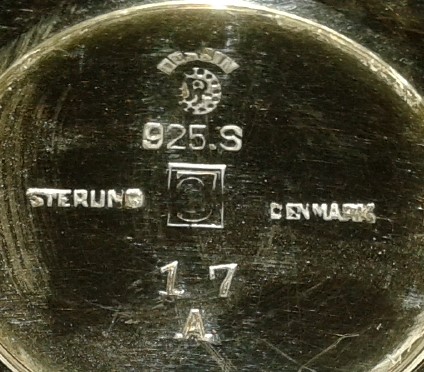 925.S
STERLING DENMARK
17
A